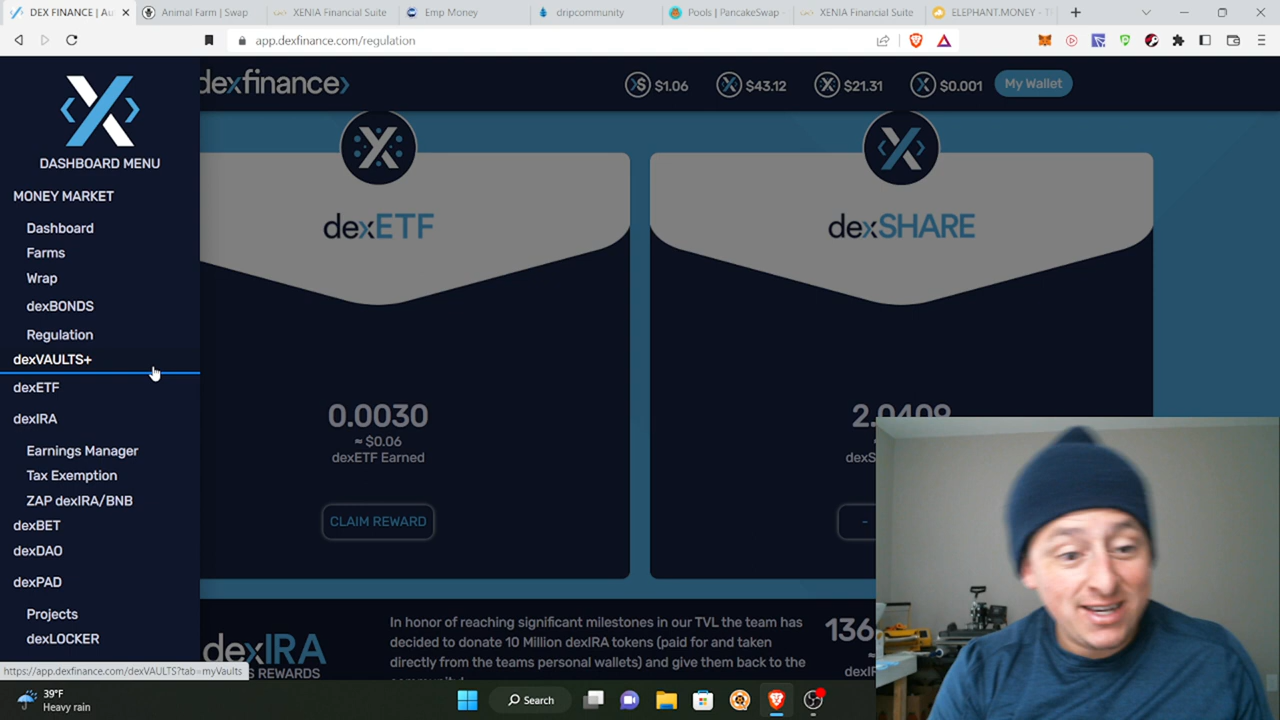 DEX FINANCE | Au
Animal Farm | Swap
XENIA Financial Suite
Emp Money
dripcommunity
Pools | PancakeSwap
XENIA Financial Suite
ELEPHANT.MONEY - T
app.dexfinance.com/regulation
dexfinance
$1.06
$43.12
$21.31
$0.001
My Wallet
DASHBOARD MENU
MONEY MARKET
Dashboard
Farms
Wrap
dexBONDS
Regulation
dexVAULTS+
dexETF
dexIRA
Earnings Manager
Tax Exemption
ZAP dexIRA/BNB
dexBET
dexDAO
dexPAD
Projects
dexLOCKER
https://app.dexfinance.com/dexVAULTS?tab=myVaults
dexETF
0.0030
≈ $0.06
dexETF Earned
CLAIM REWARD
dexSHARE
2.0409
dexIRA
S REWARDS
In honor of reaching significant milestones in our TVL the team has
decided to donate 10 Million dexIRA tokens (paid for and taken
directly from the teams personal wallets) and give them back to the
136
39°F
Heavy rain
Search